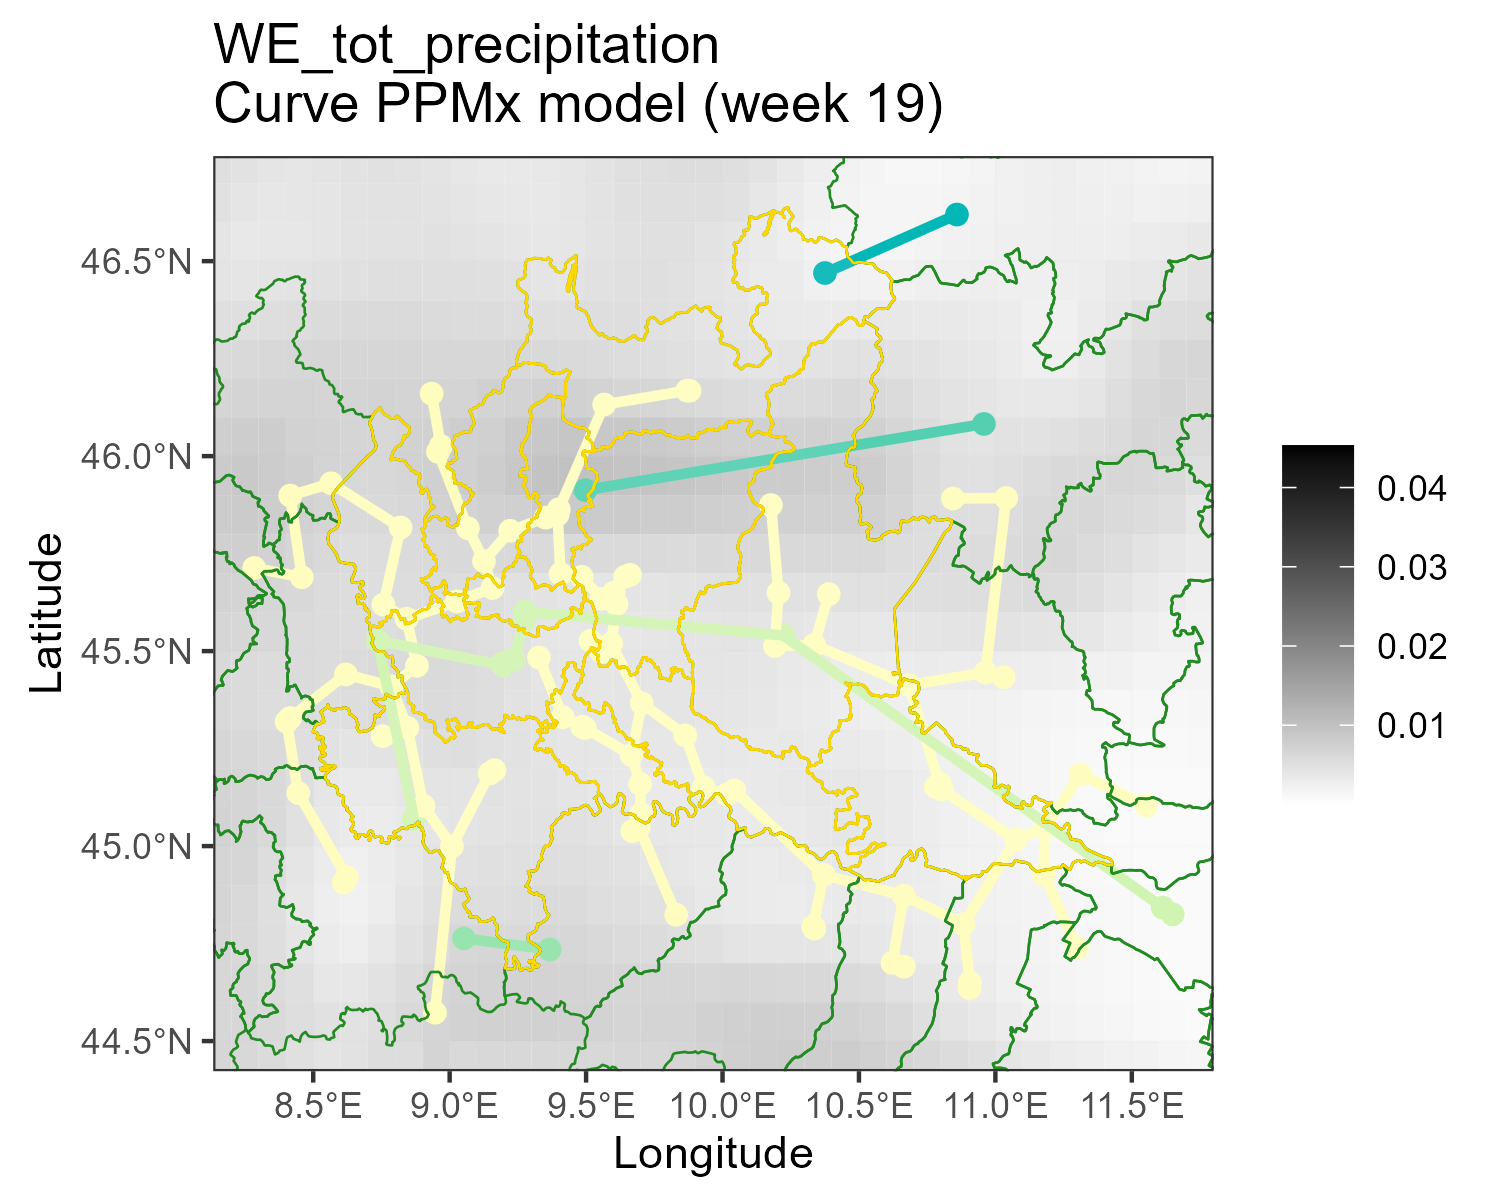 WE_tot_precipitation
Curve PPMx model (week 19)
46.5°N
46.0°N
45.5°N
45.0°N
44.5°N
Latitude
8.5°E 9.0°E 9.5°E 10.0°E 10.5°E 11.0°E 11.5°E
Longitude
0.04
0.03
0.02
0.01